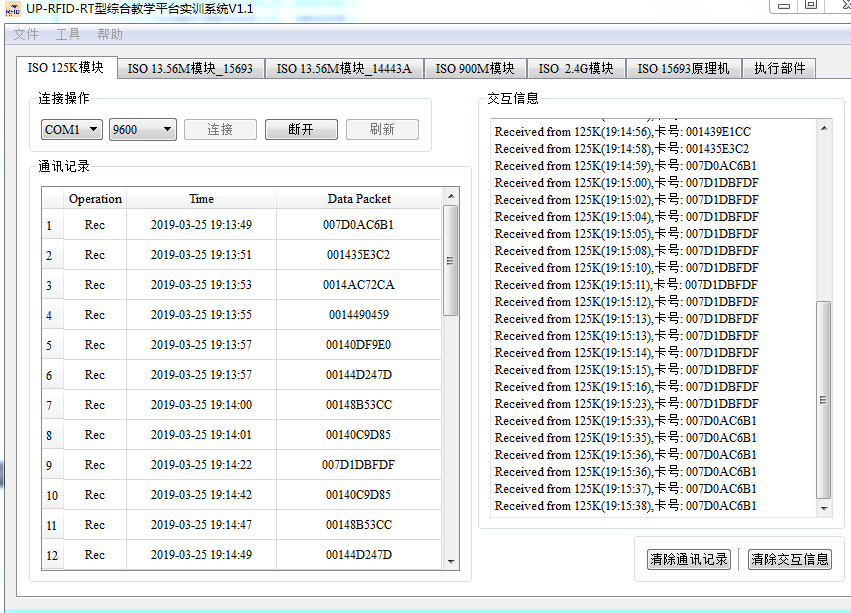 UP-RFID-RT型综合教学平台实训系统V1.1
文件 工具 帮助
ISO 125K模块 ISO 13.56M模块_15693 ISO 13.56M模块_14443A ISO 900M模块 ISO 2.4G模块 ISO 15693原理机 执行部件
连接操作
COM1 9600 连接 断开 刷新
通讯记录
Operation Time Data Packet
1 Rec 2019-03-25 19:13:49 007D0AC6B1
2 Rec 2019-03-25 19:13:51 001435E3C2
3 Rec 2019-03-25 19:13:53 0014AC72CA
4 Rec 2019-03-25 19:13:55 0014490459
5 Rec 2019-03-25 19:13:57 00140DF9E0
6 Rec 2019-03-25 19:13:57 00144D247D
7 Rec 2019-03-25 19:14:00 00148B53CC
8 Rec 2019-03-25 19:14:01 00140C9D85
9 Rec 2019-03-25 19:14:22 007D1DBFDF
10 Rec 2019-03-25 19:14:42 00140C9D85
11 Rec 2019-03-25 19:14:47 00148B53CC
12 Rec 2019-03-25 19:14:49 00144D247D
交互信息
Received from 125K(19:14:56),卡号: 001439E1CC
Received from 125K(19:14:58),卡号: 001435E3C2
Received from 125K(19:14:59),卡号: 007D0AC6B1
Received from 125K(19:15:00),卡号: 007D1DBFDF
Received from 125K(19:15:02),卡号: 007D1DBFDF
Received from 125K(19:15:04),卡号: 007D1DBFDF
Received from 125K(19:15:05),卡号: 007D1DBFDF
Received from 125K(19:15:08),卡号: 007D1DBFDF
Received from 125K(19:15:10),卡号: 007D1DBFDF
Received from 125K(19:15:11),卡号: 007D1DBFDF
Received from 125K(19:15:12),卡号: 007D1DBFDF
Received from 125K(19:15:13),卡号: 007D1DBFDF
Received from 125K(19:15:13),卡号: 007D1DBFDF
Received from 125K(19:15:14),卡号: 007D1DBFDF
Received from 125K(19:15:15),卡号: 007D1DBFDF
Received from 125K(19:15:16),卡号: 007D1DBFDF
Received from 125K(19:15:23),卡号: 007D1DBFDF
Received from 125K(19:15:33),卡号: 007D0AC6B1
Received from 125K(19:15:35),卡号: 007D0AC6B1
Received from 125K(19:15:36),卡号: 007D0AC6B1
Received from 125K(19:15:36),卡号: 007D0AC6B1
Received from 125K(19:15:37),卡号: 007D0AC6B1
Received from 125K(19:15:38),卡号: 007D0AC6B1
清除通讯记录 清除交互信息